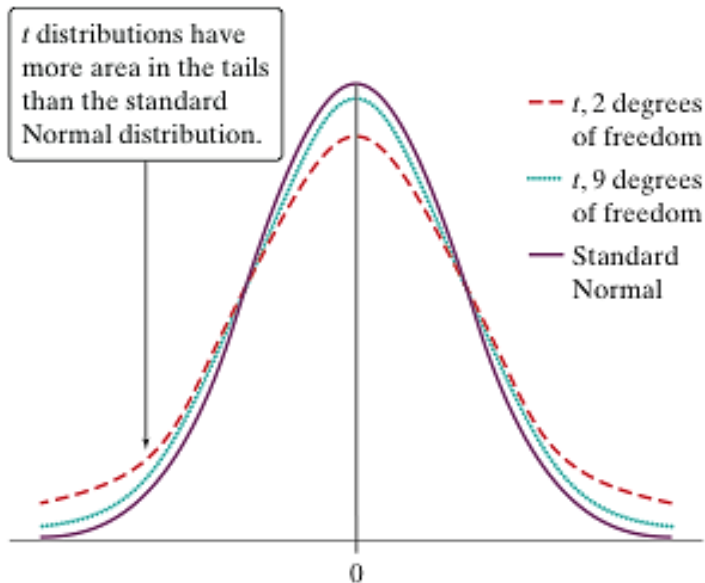 t distributions have
more area in the tails
than the standard
Normal distribution.
t, 2 degrees
of freedom
t, 9 degrees
of freedom
Standard
Normal
0